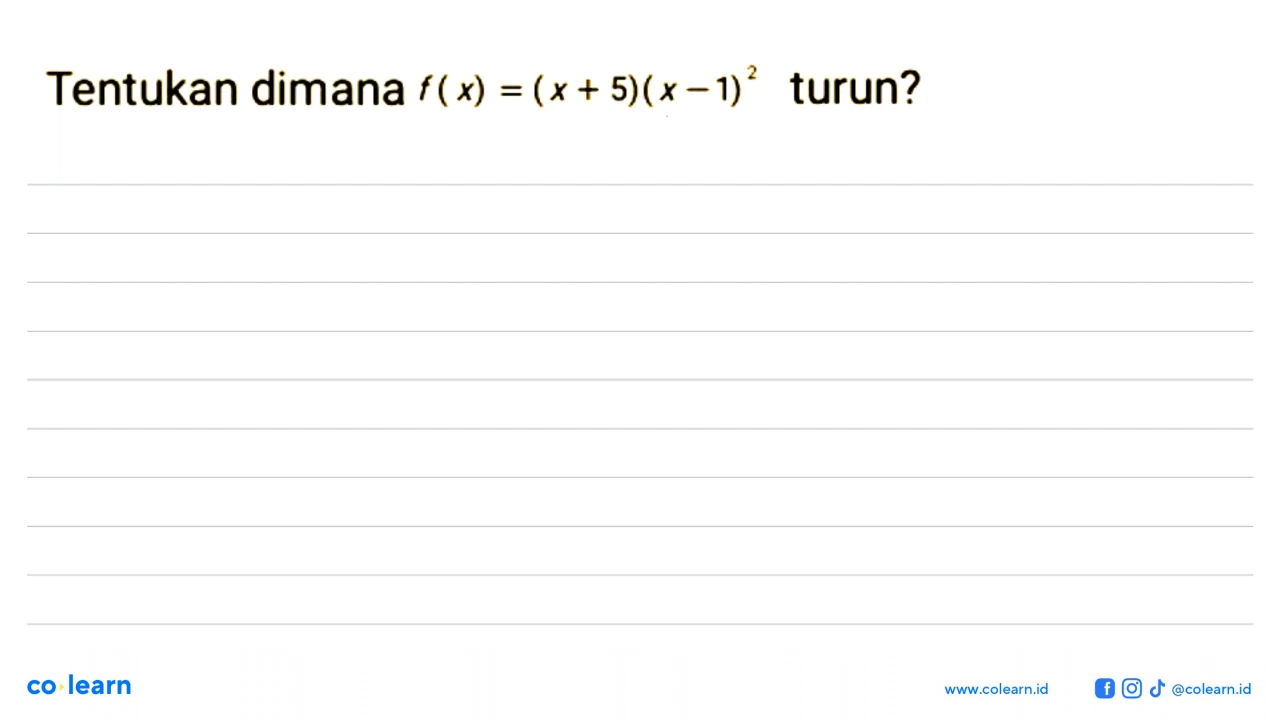 Tentukan dimana f(x) = (x + 5)(x − 1)² turun?
co learn
www.colearn.id
@colearn.id